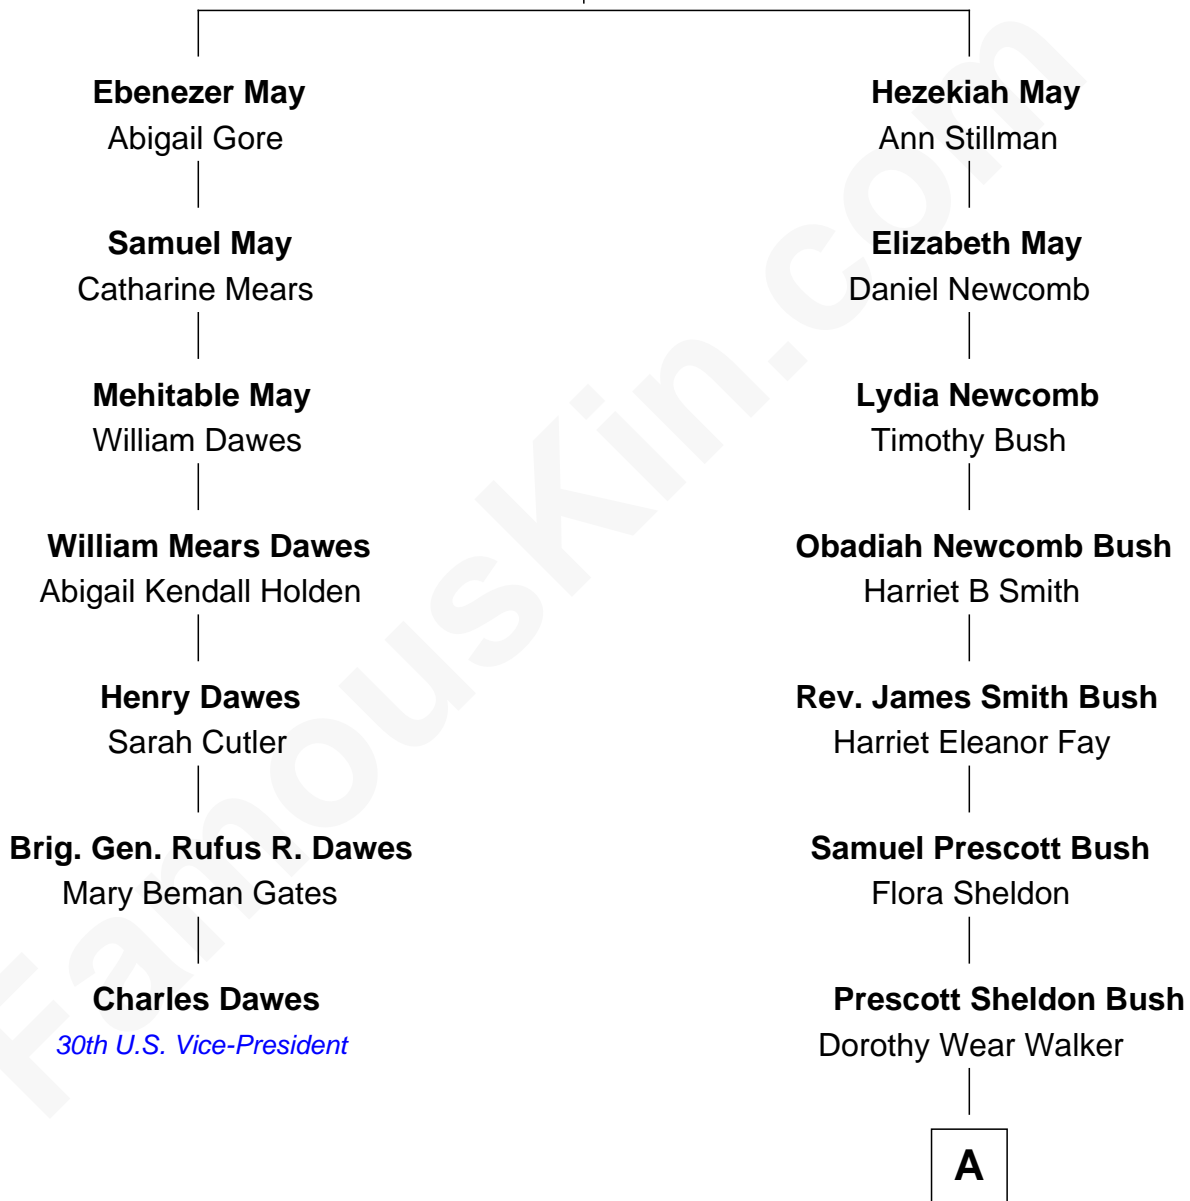 Ebenezer May
Abigail Gore
Samuel May
Catharine Mears
Mehitable May
William Dawes
William Mears Dawes
Abigail Kendall Holden
Henry Dawes
Sarah Cutler
Brig. Gen. Rufus R. Dawes
Mary Beman Gates
Charles Dawes
30th U.S. Vice-President
Hezekiah May
Ann Stillman
Elizabeth May
Daniel Newcomb
Lydia Newcomb
Timothy Bush
Obadiah Newcomb Bush
Harriet B Smith
Rev. James Smith Bush
Harriet Eleanor Fay
Samuel Prescott Bush
Flora Sheldon
Prescott Sheldon Bush
Dorothy Wear Walker
A
FamousKin.com